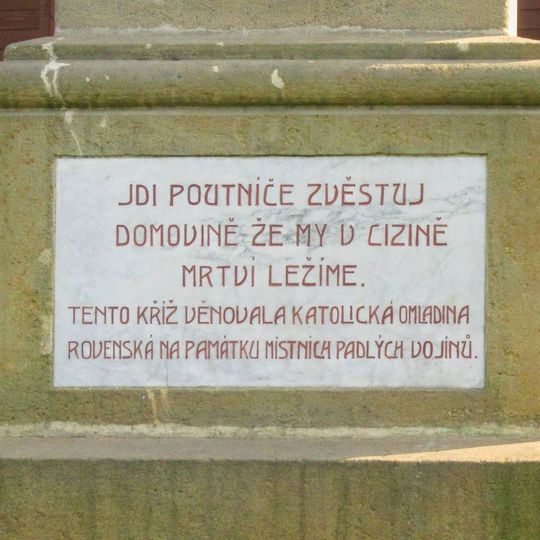 JDI POUTNÍČE ZVĚSTUJ
DOMOVINĚ ŽE MY V CIZINĚ
MRTVÍ LEŽÍME.
TENTO KŘÍŽ VĚNOVALA KATOLICKÁ OMLADINA
ROVENSKÁ NA PAMÁTKU MÍSTNÍCH PADLÝCH VOJÍNŮ.